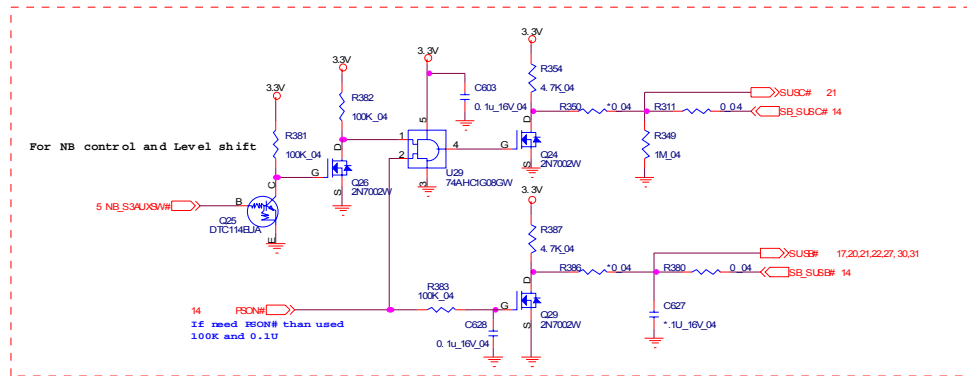 3.3V
R354
4.7K_04
3.3V
C603
0.1u_16V_04
5
3.3V
R382
100K_04
3.3V
R381
100K_04
For NB control and Level shift
SUSC# 21
R350 *0_04
R311 0_04
SB_SUSC# 14
D
G
S
Q24
2N7002W
R349
1M_04
1
2
4
3
U29
74AHC1G08GW
D
G
S
Q26
2N7002W
C
B
E
5 NB_S3AUXSW#
Q25
DTC114EUA
3.3V
R387
4.7K_04
SUSB# 17,20,21,22,27,30,31
R386 *0_04
R380 0_04
SB_SUSB# 14
R383
100K_04
14 PSON#
If need PSON# than used
100K and 0.1U
D
G
S
Q29
2N7002W
C628
0.1u_16V_04
C627
*.1U_16V_04